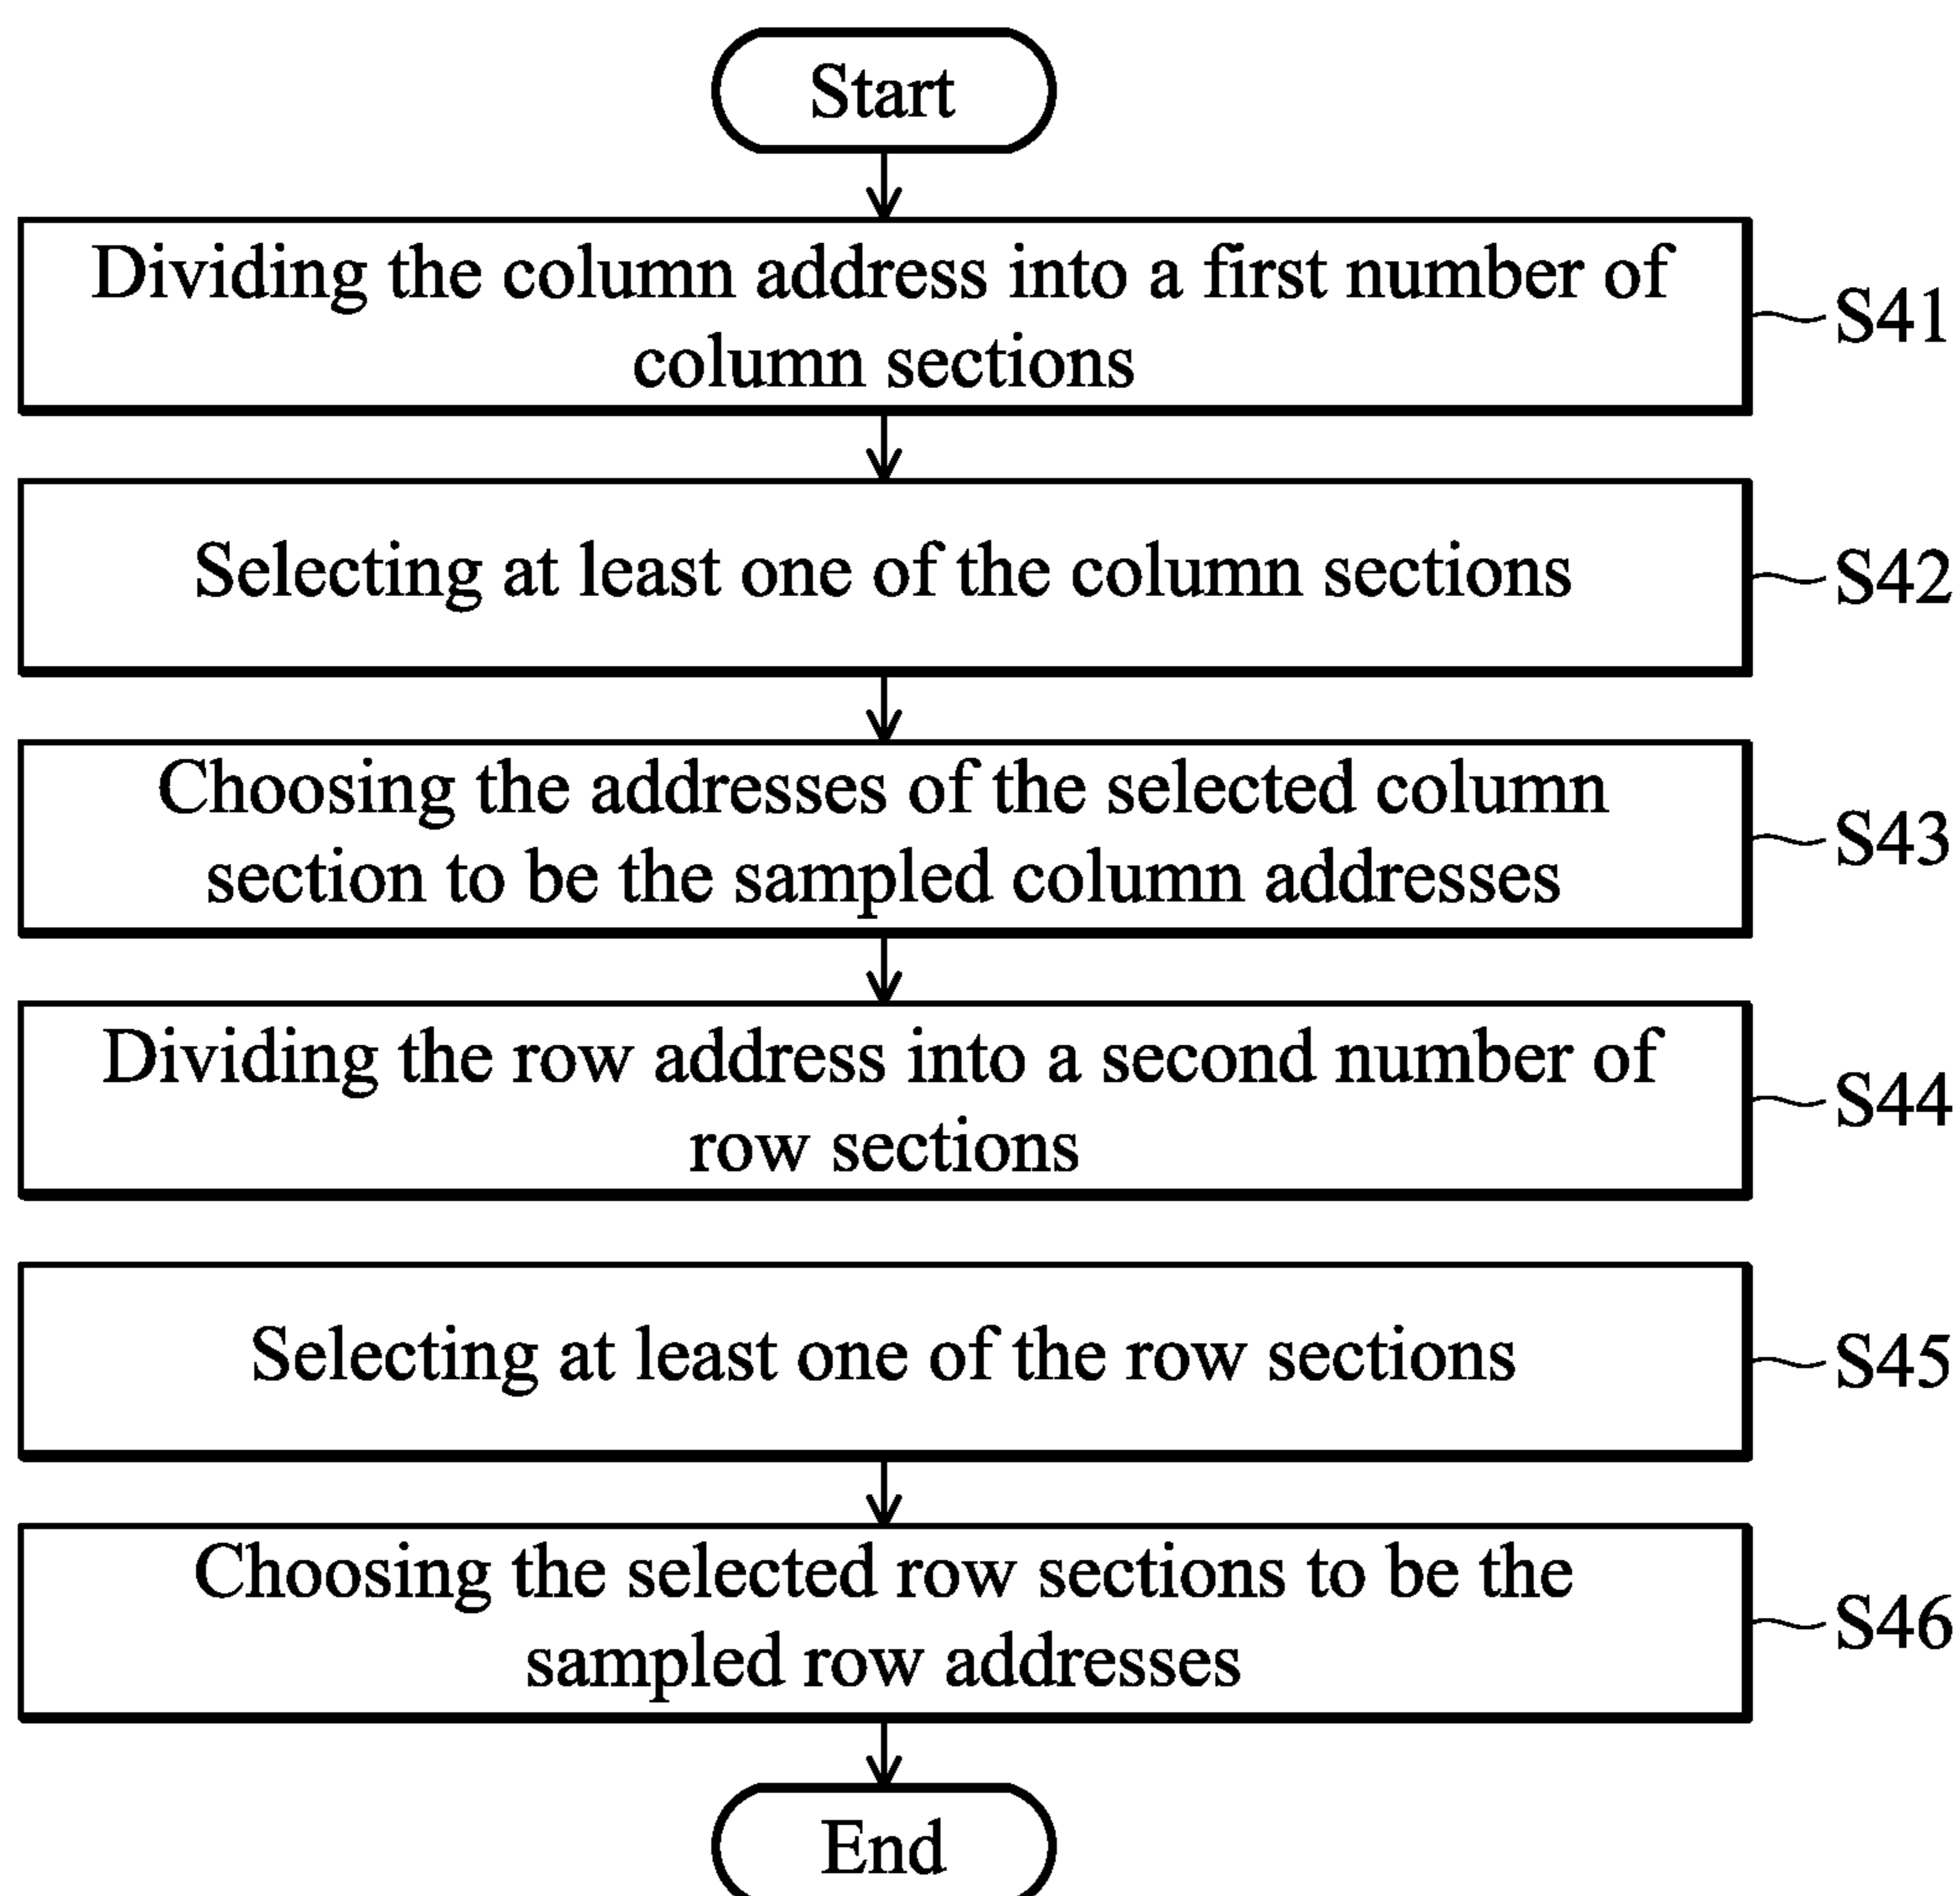 Start
Dividing the column address into a first number of
column sections
S41
Selecting at least one of the column sections
S42
Choosing the addresses of the selected column
section to be the sampled column addresses
S43
Dividing the row address into a second number of
row sections
S44
Selecting at least one of the row sections
S45
Choosing the selected row sections to be the
sampled row addresses
S46
End